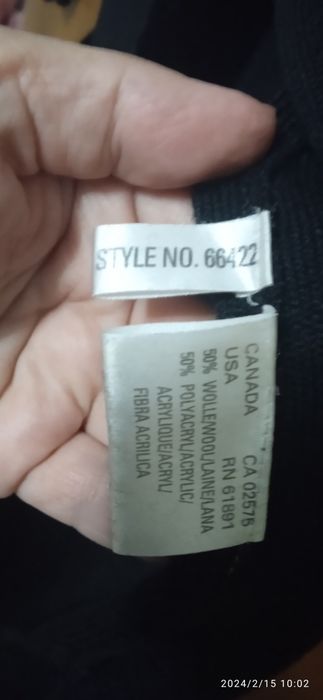 STYLE NO. 66422
CANADA CA 02575
USA RN 61891
50% WOLLE/WOOL/LAINE/LANA
50% POLYACRYL/ACRYLIC/
ACRYLIQUE/ACRYL/
FIBRA ACRILICA
2024/2/15 10:02